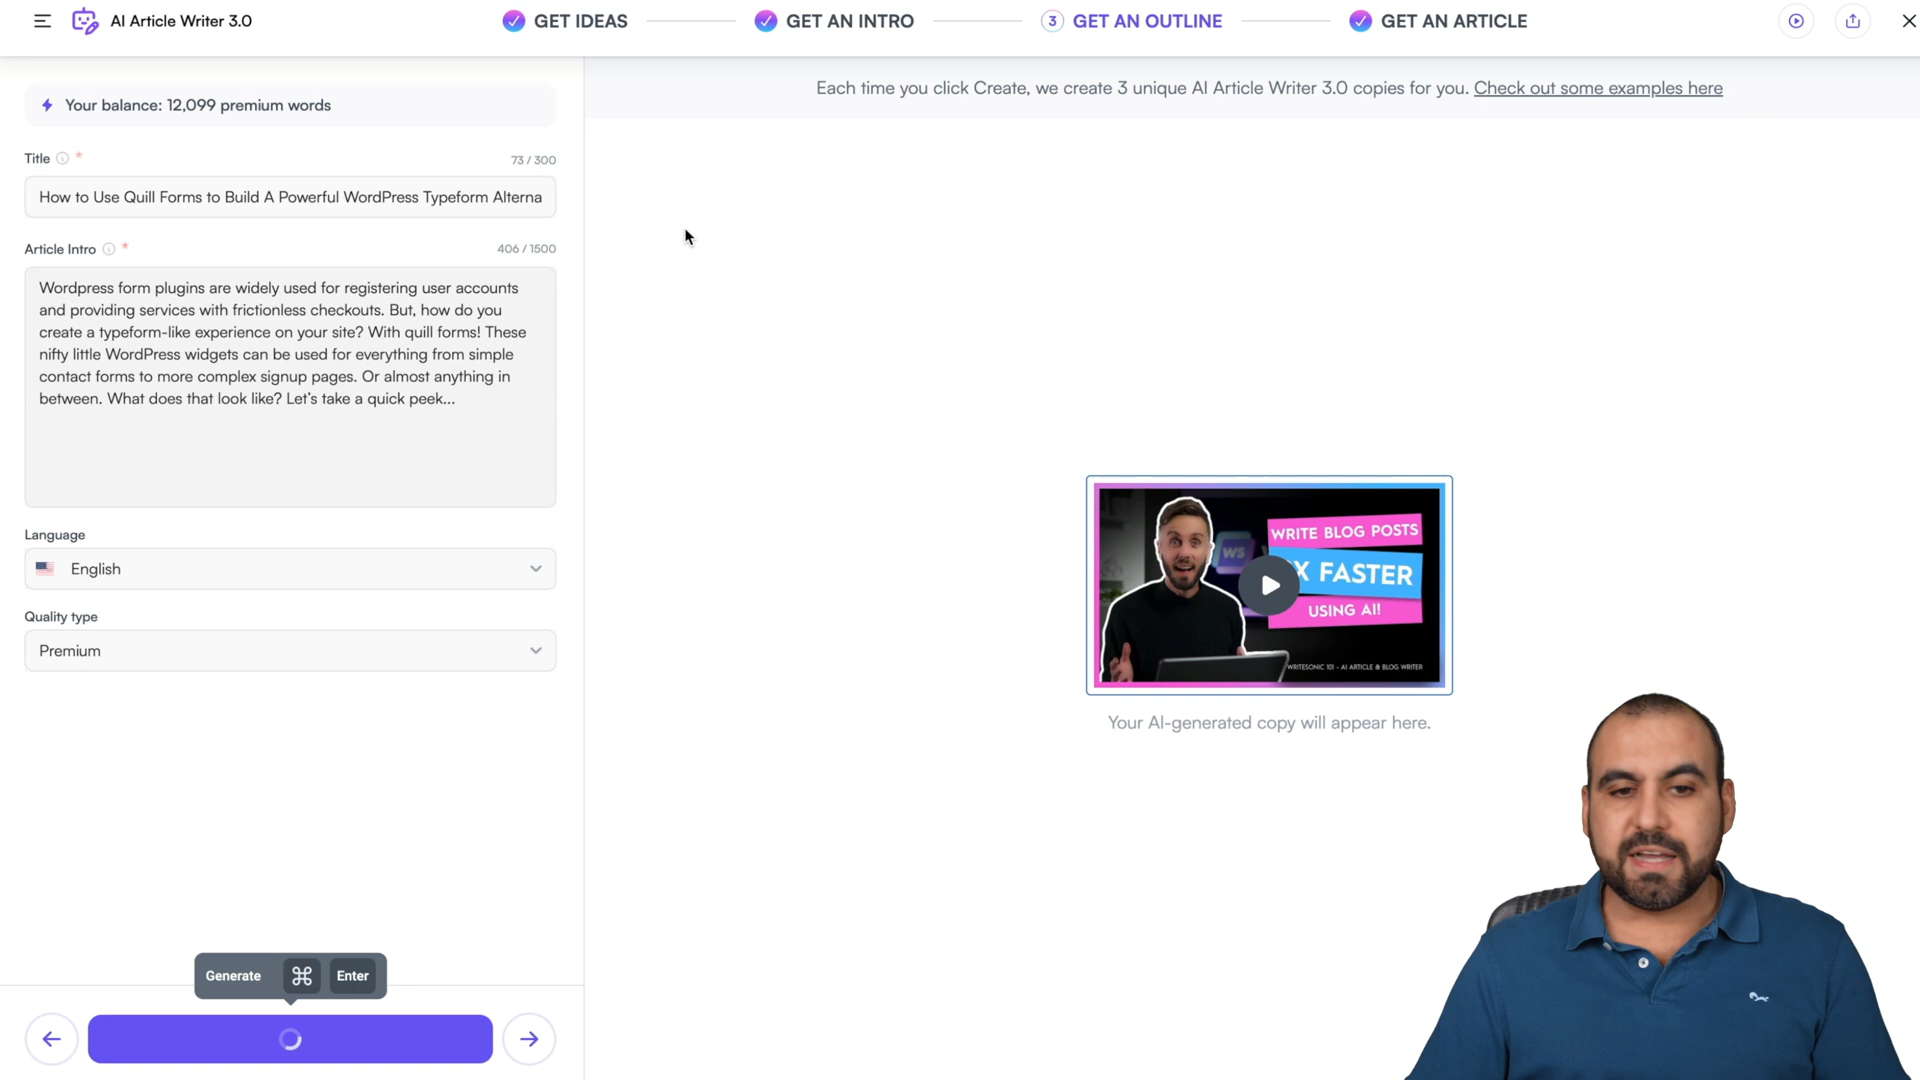 AI Article Writer 3.0
GET IDEAS
GET AN INTRO
3 GET AN OUTLINE
GET AN ARTICLE
Each time you click Create, we create 3 unique AI Article Writer 3.0 copies for you. Check out some examples here
Your balance: 12,099 premium words
Title *
73 / 300
How to Use Quill Forms to Build A Powerful WordPress Typeform Alterna
Article Intro *
406 / 1500
Wordpress form plugins are widely used for registering user accounts
and providing services with frictionless checkouts. But, how do you
create a typeform-like experience on your site? With quill forms! These
nifty little WordPress widgets can be used for everything from simple
contact forms to more complex signup pages. Or almost anything in
between. What does that look like? Let's take a quick peek...
Language
English
Quality type
Premium
WS
WRITE BLOG POSTS
X FASTER
USING AI!
WRITESONIC 101 - AI ARTICLE & BLOG WRITER
Your AI-generated copy will appear here.
Generate ⌘ Enter